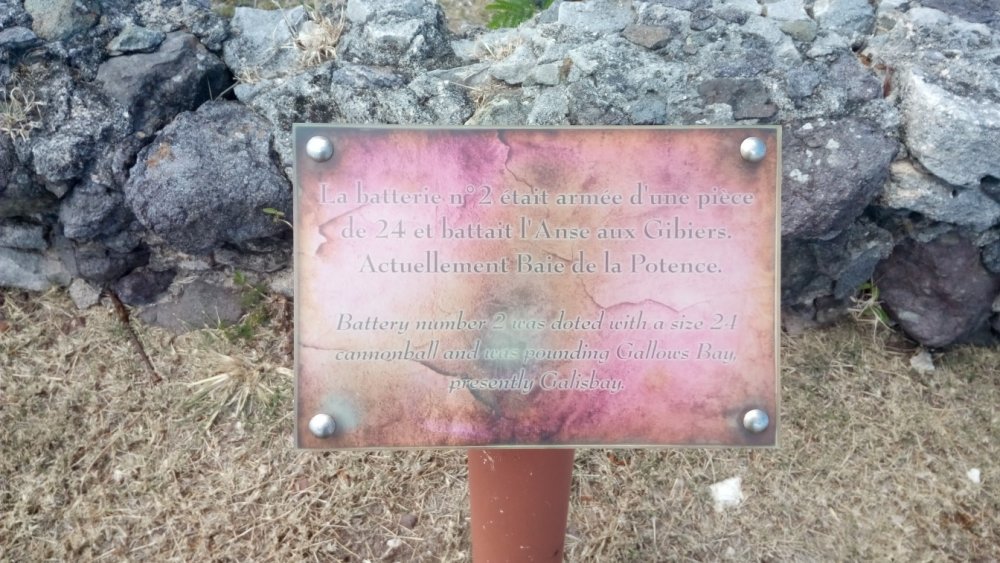 La batterie n° 2 était armée d'une pièce
de 24 et battait l'Anse aux Gibiers.
Actuellement Baie de la Potence.
Battery number 2 was doted with a size 24
cannonball and was pounding Gallows Bay,
presently Galisbay.